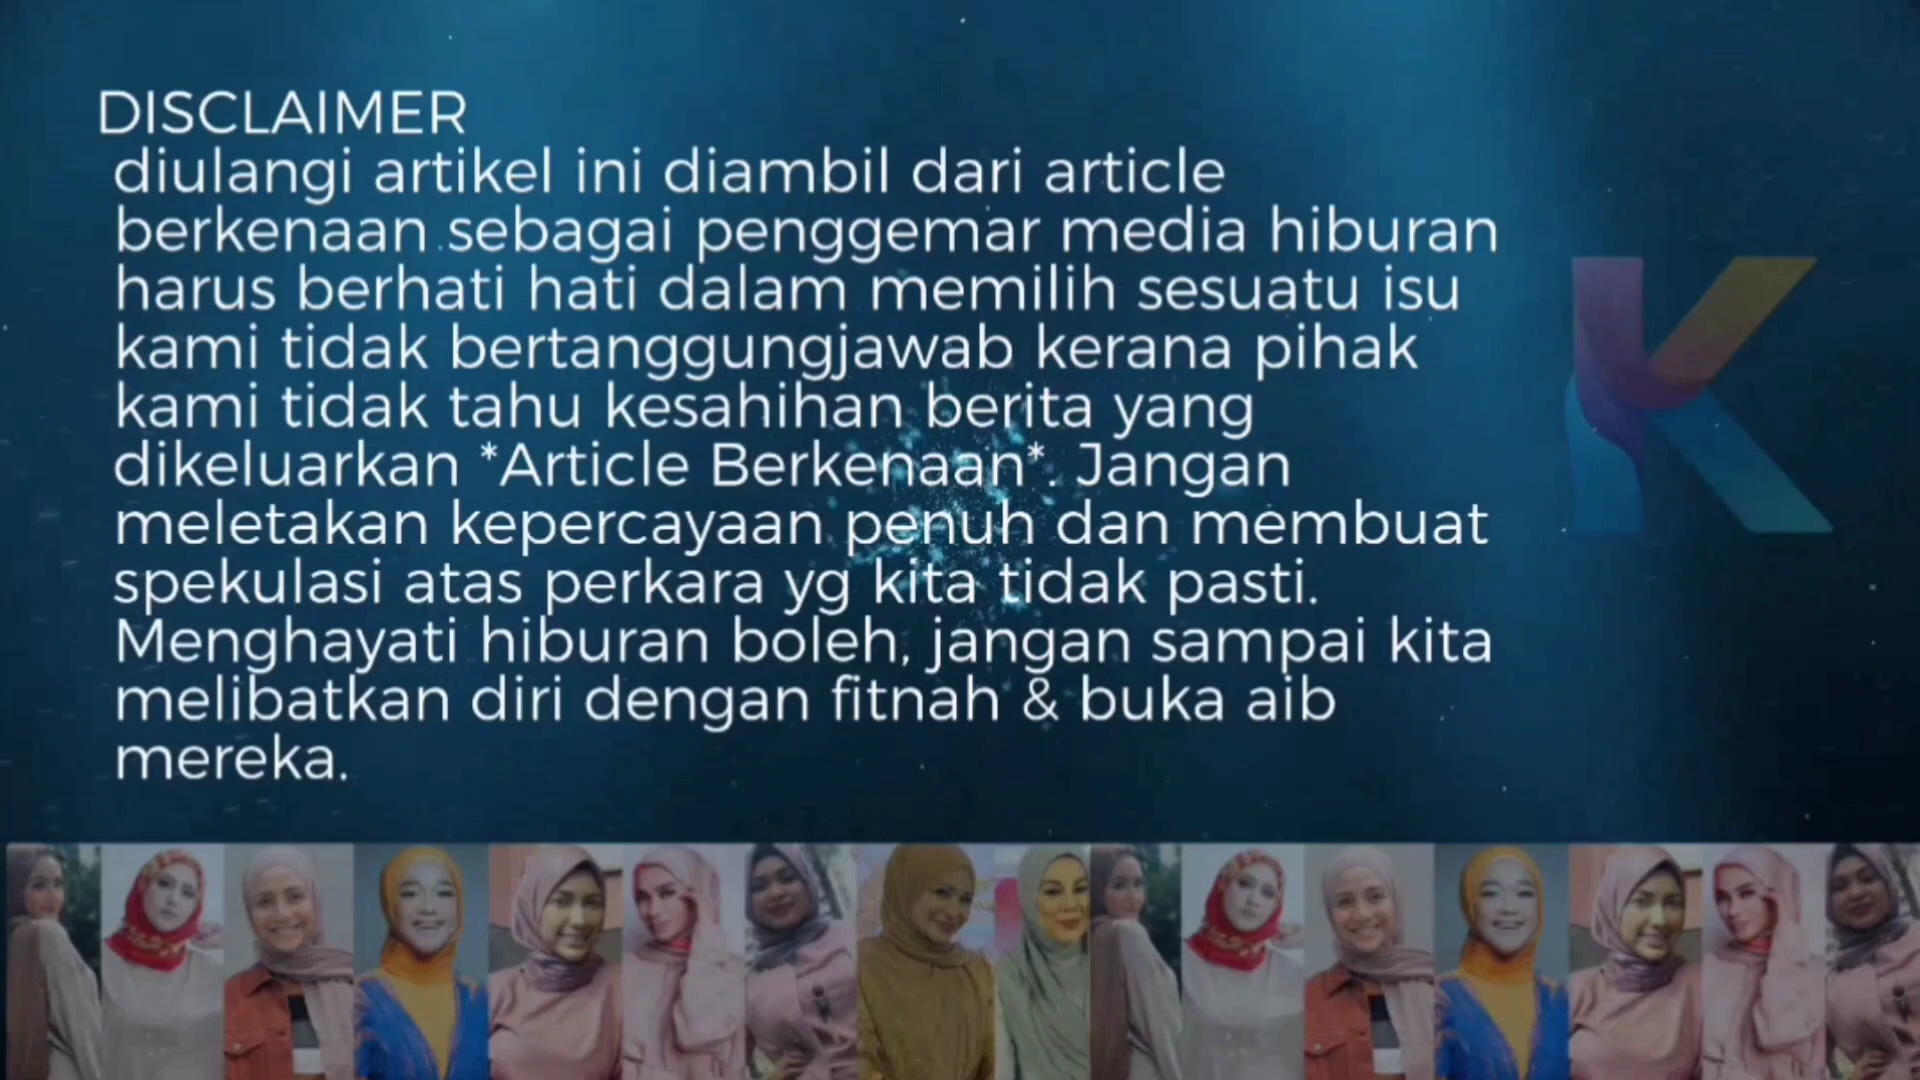 DISCLAIMER
diulangi artikel ini diambil dari article
berkenaan sebagai penggemar media hiburan
harus berhati hati dalam memilih sesuatu isu
kami tidak bertanggungjawab kerana pihak
kami tidak tahu kesahihan berita yang
dikeluarkan *Article Berkenaan*. Jangan
meletakan kepercayaan penuh dan membuat
spekulasi atas perkara yg kita tidak pasti.
Menghayati hiburan boleh, jangan sampai kita
melibatkan diri dengan fitnah & buka aib
mereka.
K